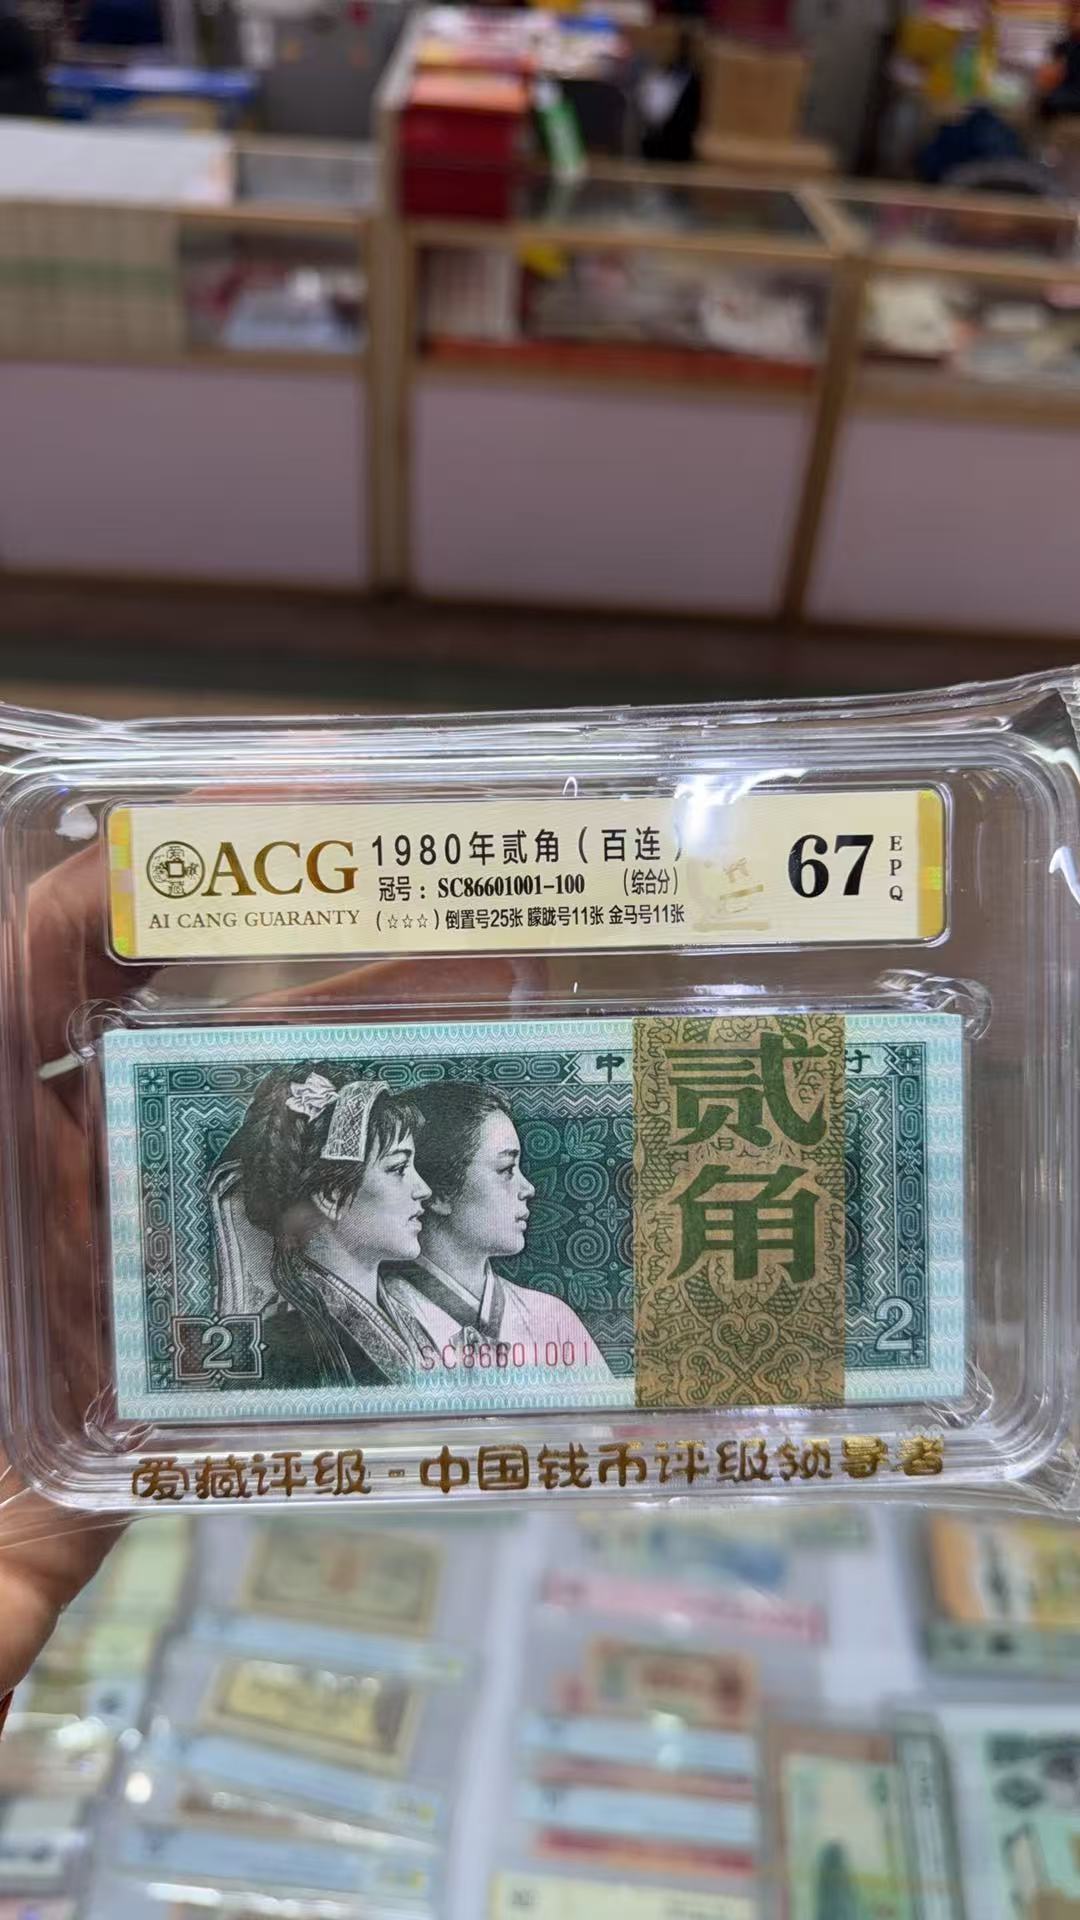 ACG
AI CANG GUARANTY
1980年贰角（百连）
冠号：SC86601001-100 （综合分）
（☆☆☆）倒置号25张 朦胧号11张 金马号11张
67
EPQ
中
贰角
2
2
SC86601001
爱藏评级-中国钱币评级领导者